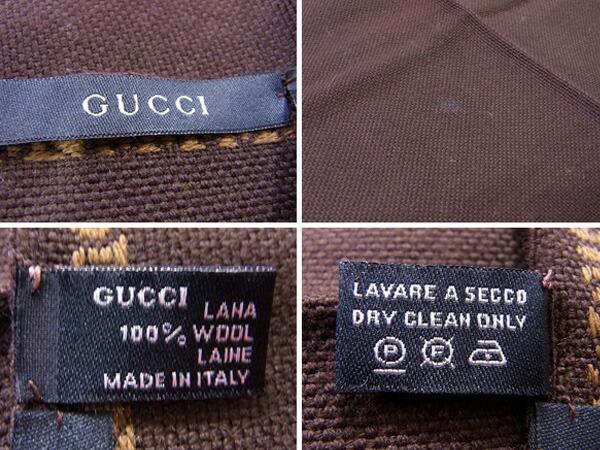 GUCCI
GUCCI
LANA
100% WOOL
LAINE
MADE IN ITALY
LAVARE A SECCO
DRY CLEAN ONLY
P F